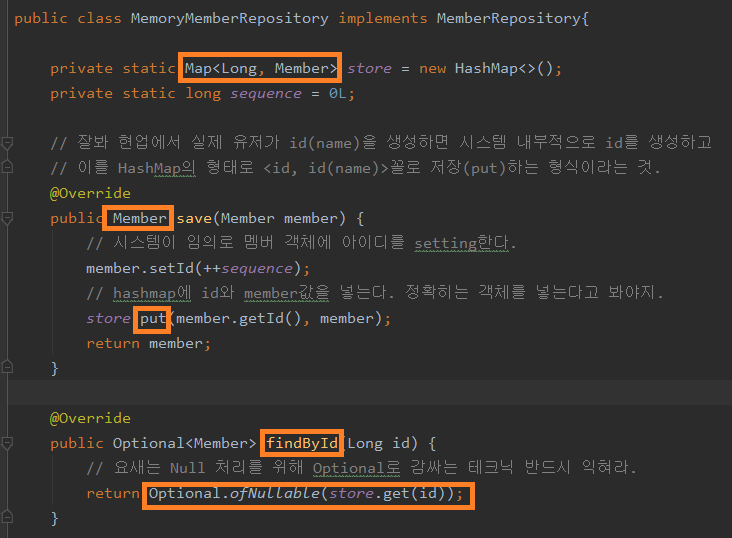 public class MemoryMemberRepository implements MemberRepository{
private static Map<Long, Member> store = new HashMap<>();
private static long sequence = 0L;
// 잘봐 현업에서 실제 유저가 id(name)을 생성하면 시스템 내부적으로 id를 생성하고
// 이를 HashMap의 형태로 <id, id(name)>꼴로 저장(put)하는 형식이라는 것.
@Override
public Member save(Member member) {
// 시스템이 임의로 멤버 객체에 아이디를 setting한다.
member.setId(++sequence);
// hashmap에 id와 member값을 넣는다. 정확히는 객체를 넣는다고 봐야지.
store.put(member.getId(), member);
return member;
}
@Override
public Optional<Member> findById(Long id) {
// 요새는 Null 처리를 위해 Optional로 감싸는 테크닉 반드시 익혀라.
return Optional.ofNullable(store.get(id));
}